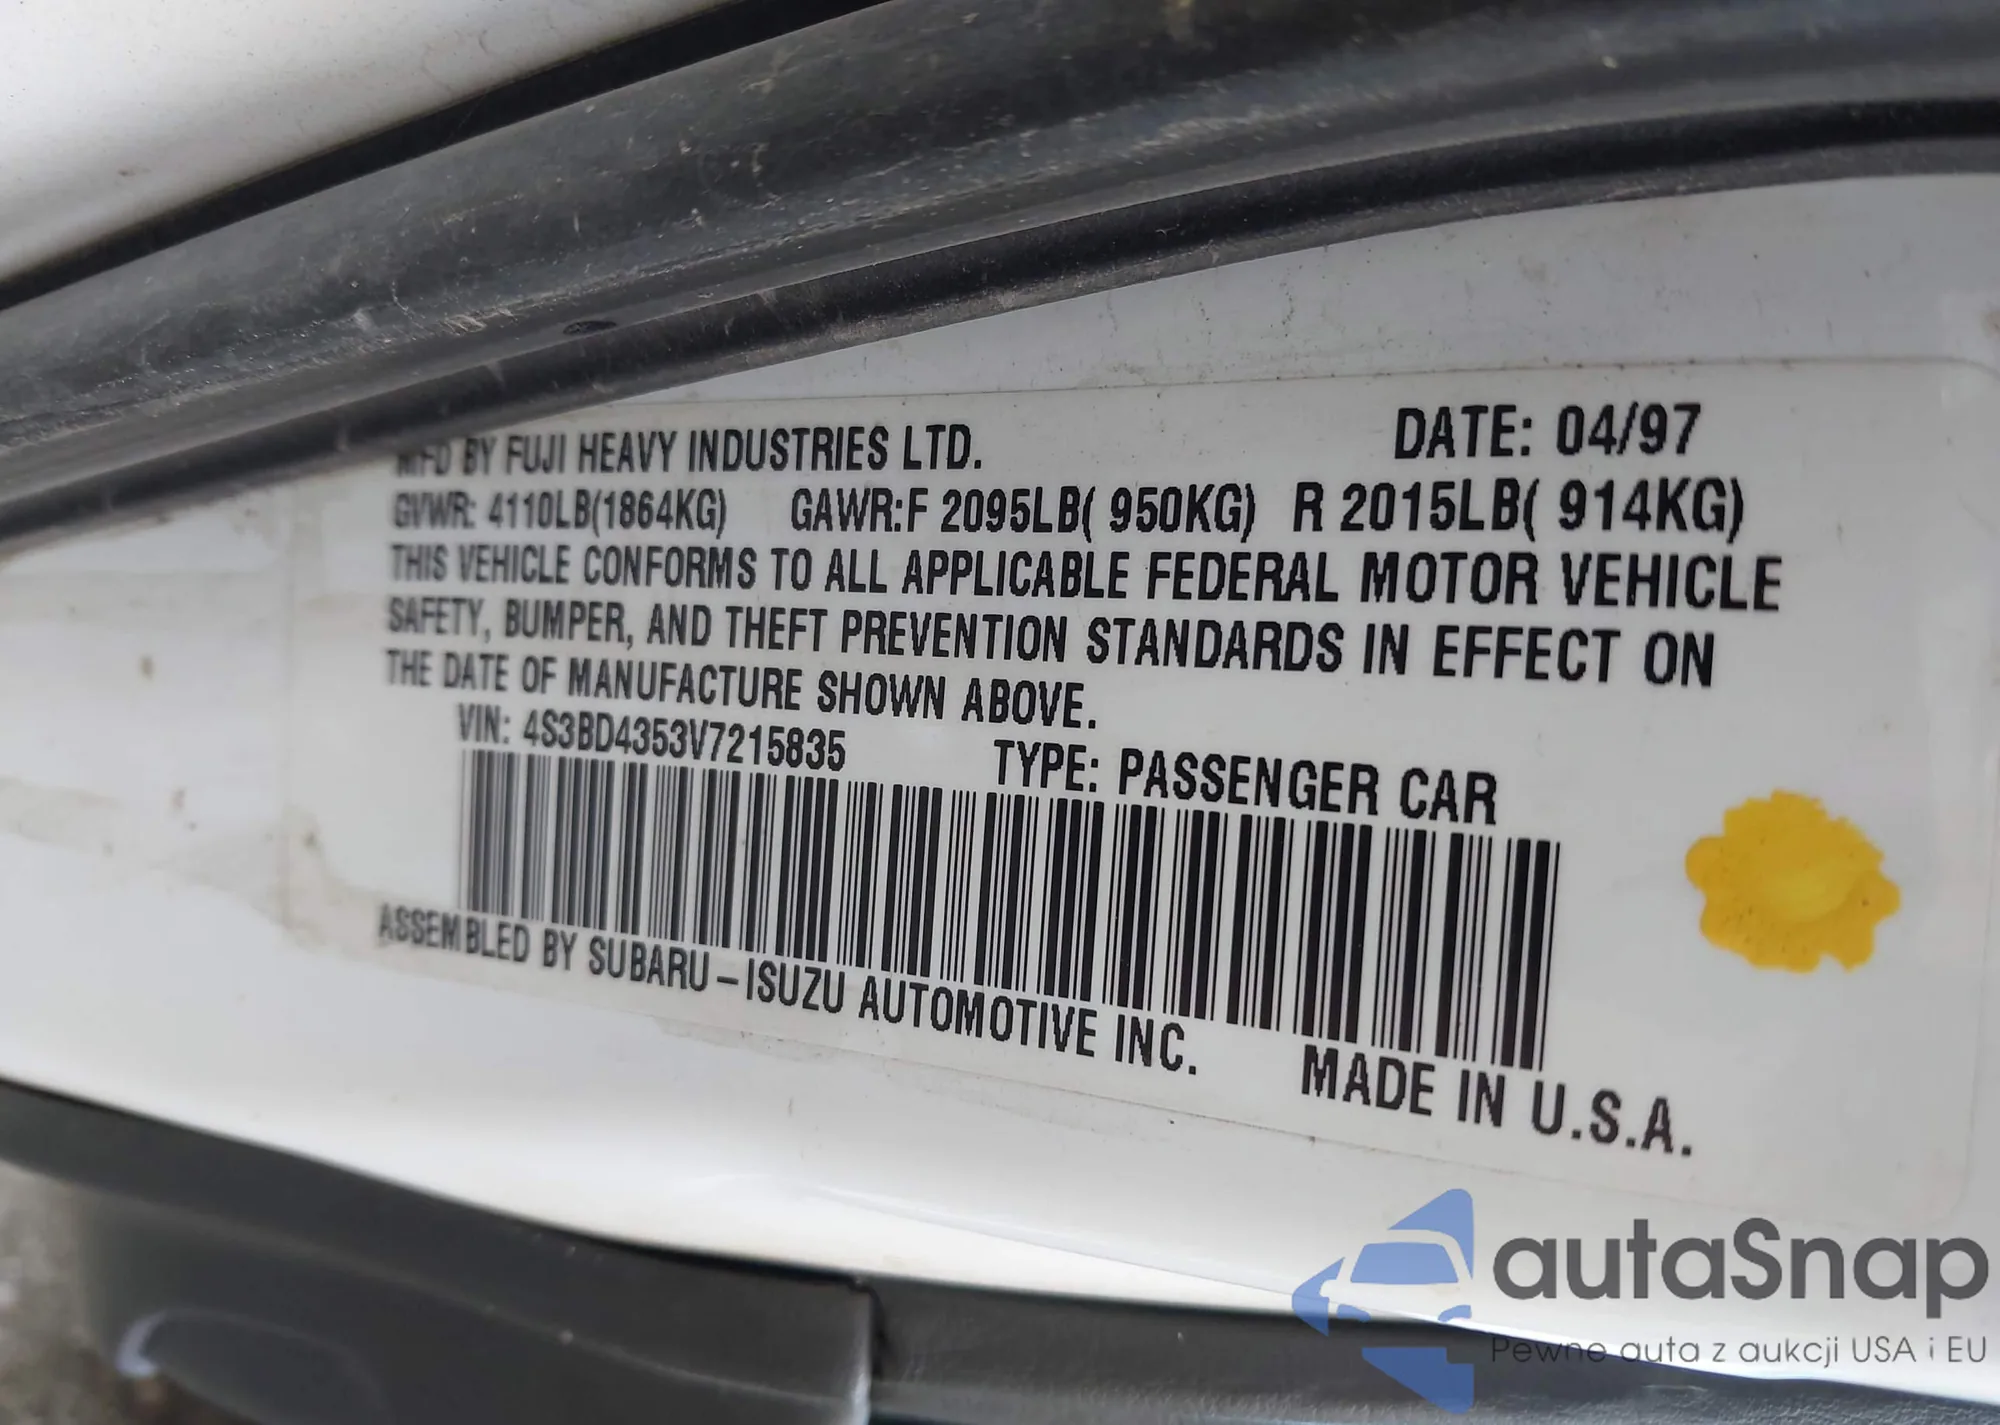 MFD BY FUJI HEAVY INDUSTRIES LTD. DATE: 04/97
GVWR: 4110LB(1864KG) GAWR:F 2095LB( 950KG) R 2015LB( 914KG)
THIS VEHICLE CONFORMS TO ALL APPLICABLE FEDERAL MOTOR VEHICLE
SAFETY, BUMPER, AND THEFT PREVENTION STANDARDS IN EFFECT ON
THE DATE OF MANUFACTURE SHOWN ABOVE.
VIN: 4S3BD4353V7215835 TYPE: PASSENGER CAR
ASSEMBLED BY SUBARU-ISUZU AUTOMOTIVE INC. MADE IN U.S.A.
autaSnap
Pewne auta z aukcji USA i EU